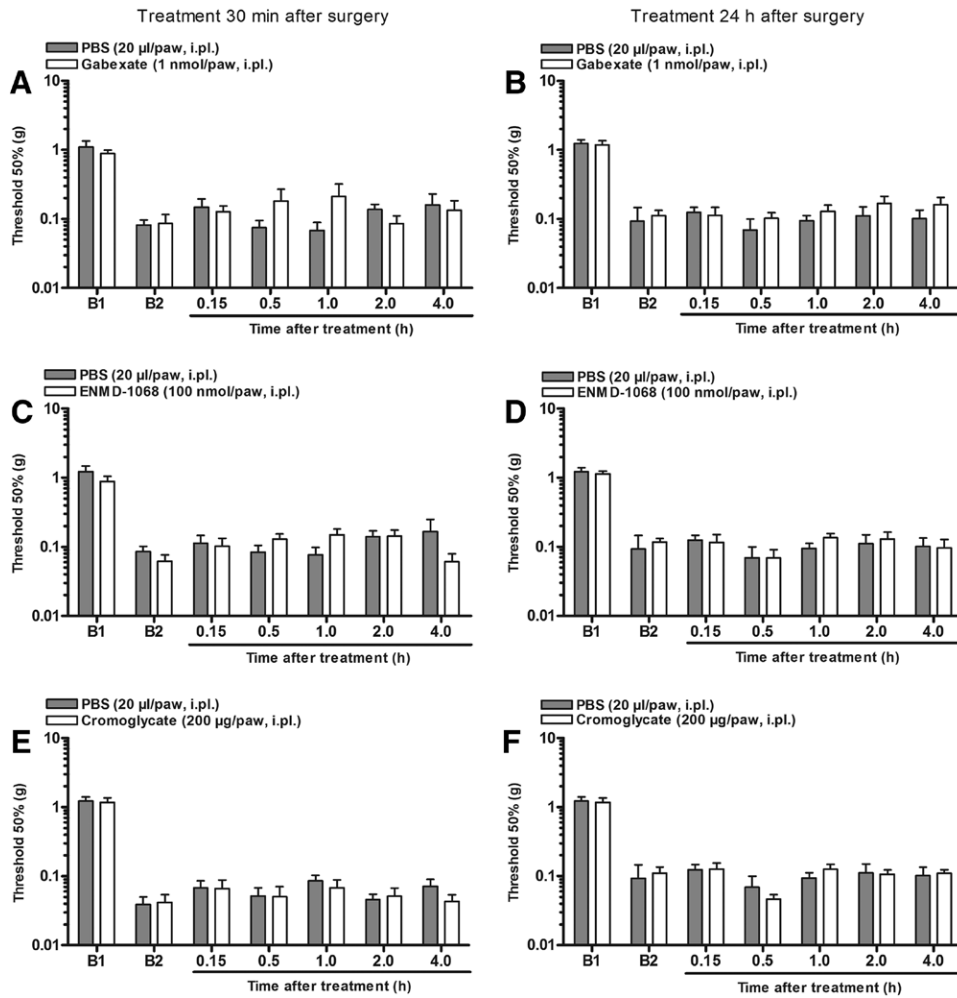 Treatment 30 min after surgery
Treatment 24 h after surgery
A
PBS (20 µl/paw, i.pl.)
Gabexate (1 nmol/paw, i.pl.)
Threshold 50% (g)
10
1
0.1
0.01
B1 B2 0.15 0.5 1.0 2.0 4.0
Time after treatment (h)
B
PBS (20 µl/paw, i.pl.)
Gabexate (1 nmol/paw, i.pl.)
Threshold 50% (g)
10
1
0.1
0.01
B1 B2 0.15 0.5 1.0 2.0 4.0
Time after treatment (h)
C
PBS (20 µl/paw, i.pl.)
ENMD-1068 (100 nmol/paw, i.pl.)
Threshold 50% (g)
10
1
0.1
0.01
B1 B2 0.15 0.5 1.0 2.0 4.0
Time after treatment (h)
D
PBS (20 µl/paw, i.pl.)
ENMD-1068 (100 nmol/paw, i.pl.)
Threshold 50% (g)
10
1
0.1
0.01
B1 B2 0.15 0.5 1.0 2.0 4.0
Time after treatment (h)
E
PBS (20 µl/paw, i.pl.)
Cromoglycate (200 µg/paw, i.pl.)
Threshold 50% (g)
10
1
0.1
0.01
B1 B2 0.15 0.5 1.0 2.0 4.0
Time after treatment (h)
F
PBS (20 µl/paw, i.pl.)
Cromoglycate (200 µg/paw, i.pl.)
Threshold 50% (g)
10
1
0.1
0.01
B1 B2 0.15 0.5 1.0 2.0 4.0
Time after treatment (h)